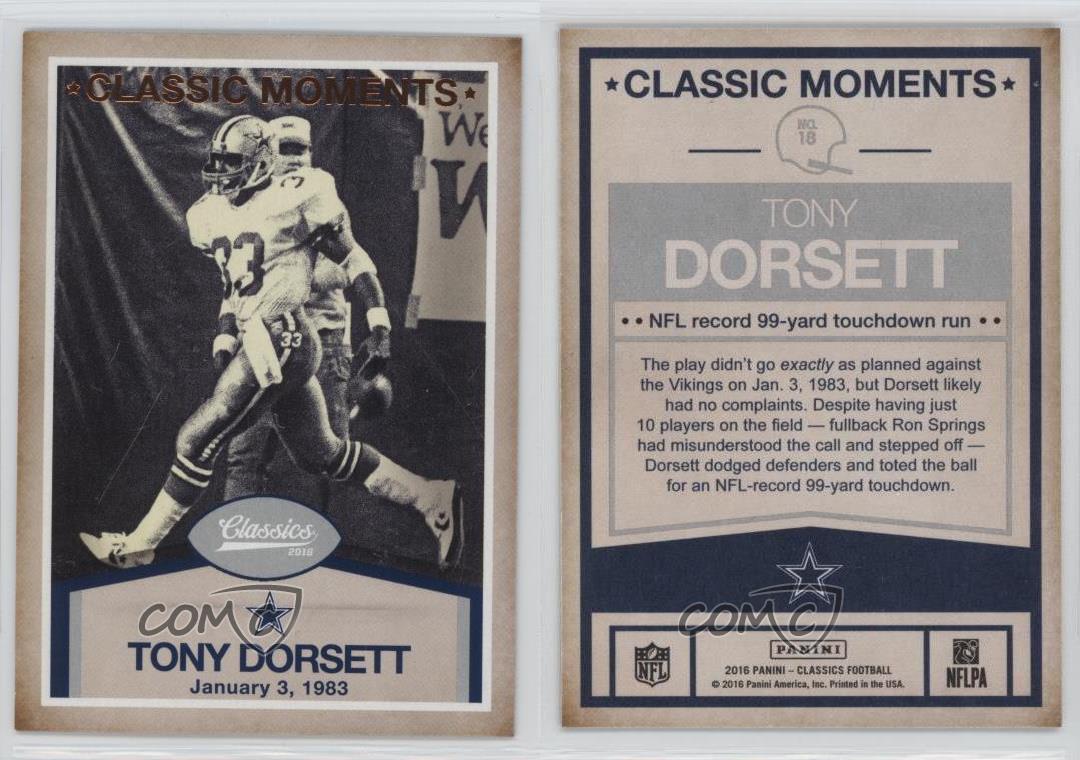 ★CLASSIC MOMENTS★
We
W
33
33
33
Classics
2016
COMC
TONY DORSETT
January 3, 1983
★CLASSIC MOMENTS★
NO.
18
TONY
DORSETT
•• NFL record 99-yard touchdown run ••
The play didn't go exactly as planned against
the Vikings on Jan. 3, 1983, but Dorsett likely
had no complaints. Despite having just
10 players on the field — fullback Ron Springs
had misunderstood the call and stepped off —
Dorsett dodged defenders and toted the ball
for an NFL-record 99-yard touchdown.
COMC
NFL
PANINI
2016 PANINI – CLASSICS FOOTBALL
© 2016 Panini America, Inc. Printed in the USA.
NFLPA